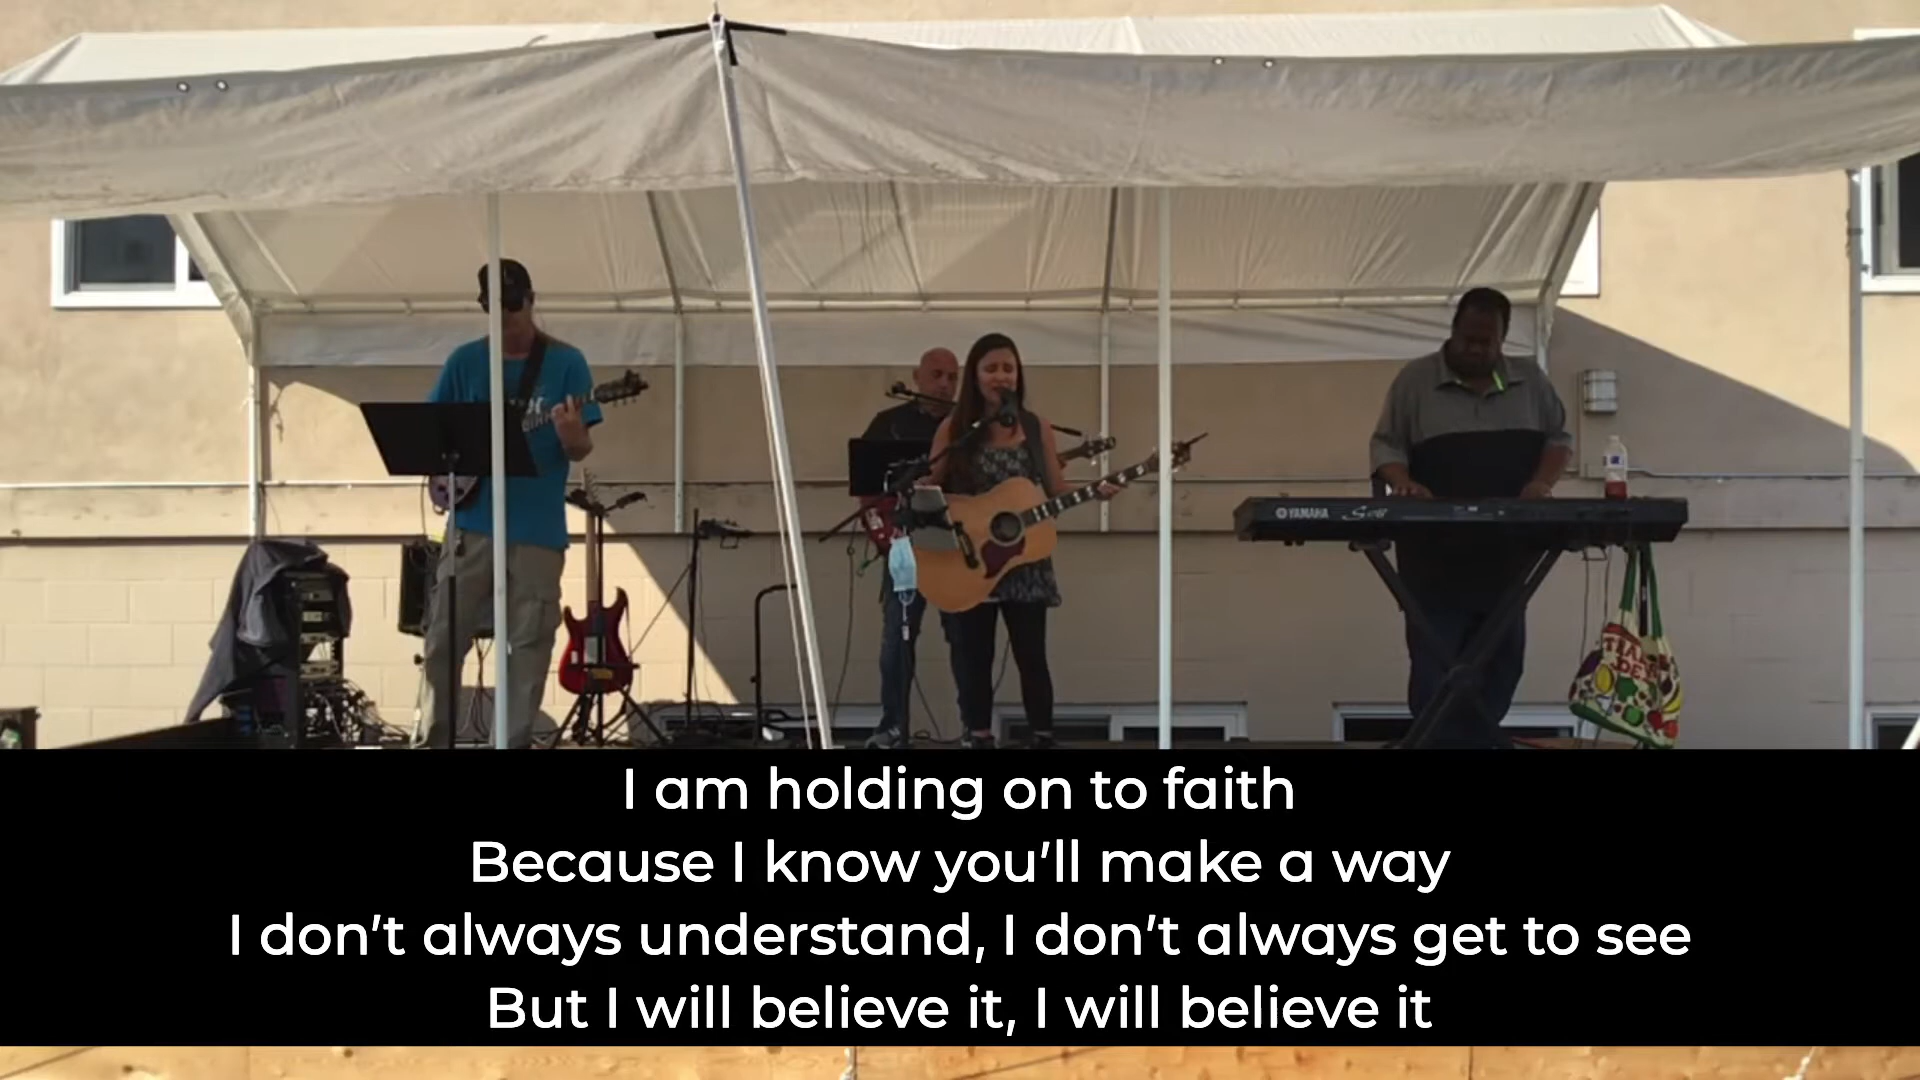 YAMAHA
I am holding on to faith
Because I know you'll make a way
I don't always understand, I don't always get to see
But I will believe it, I will believe it